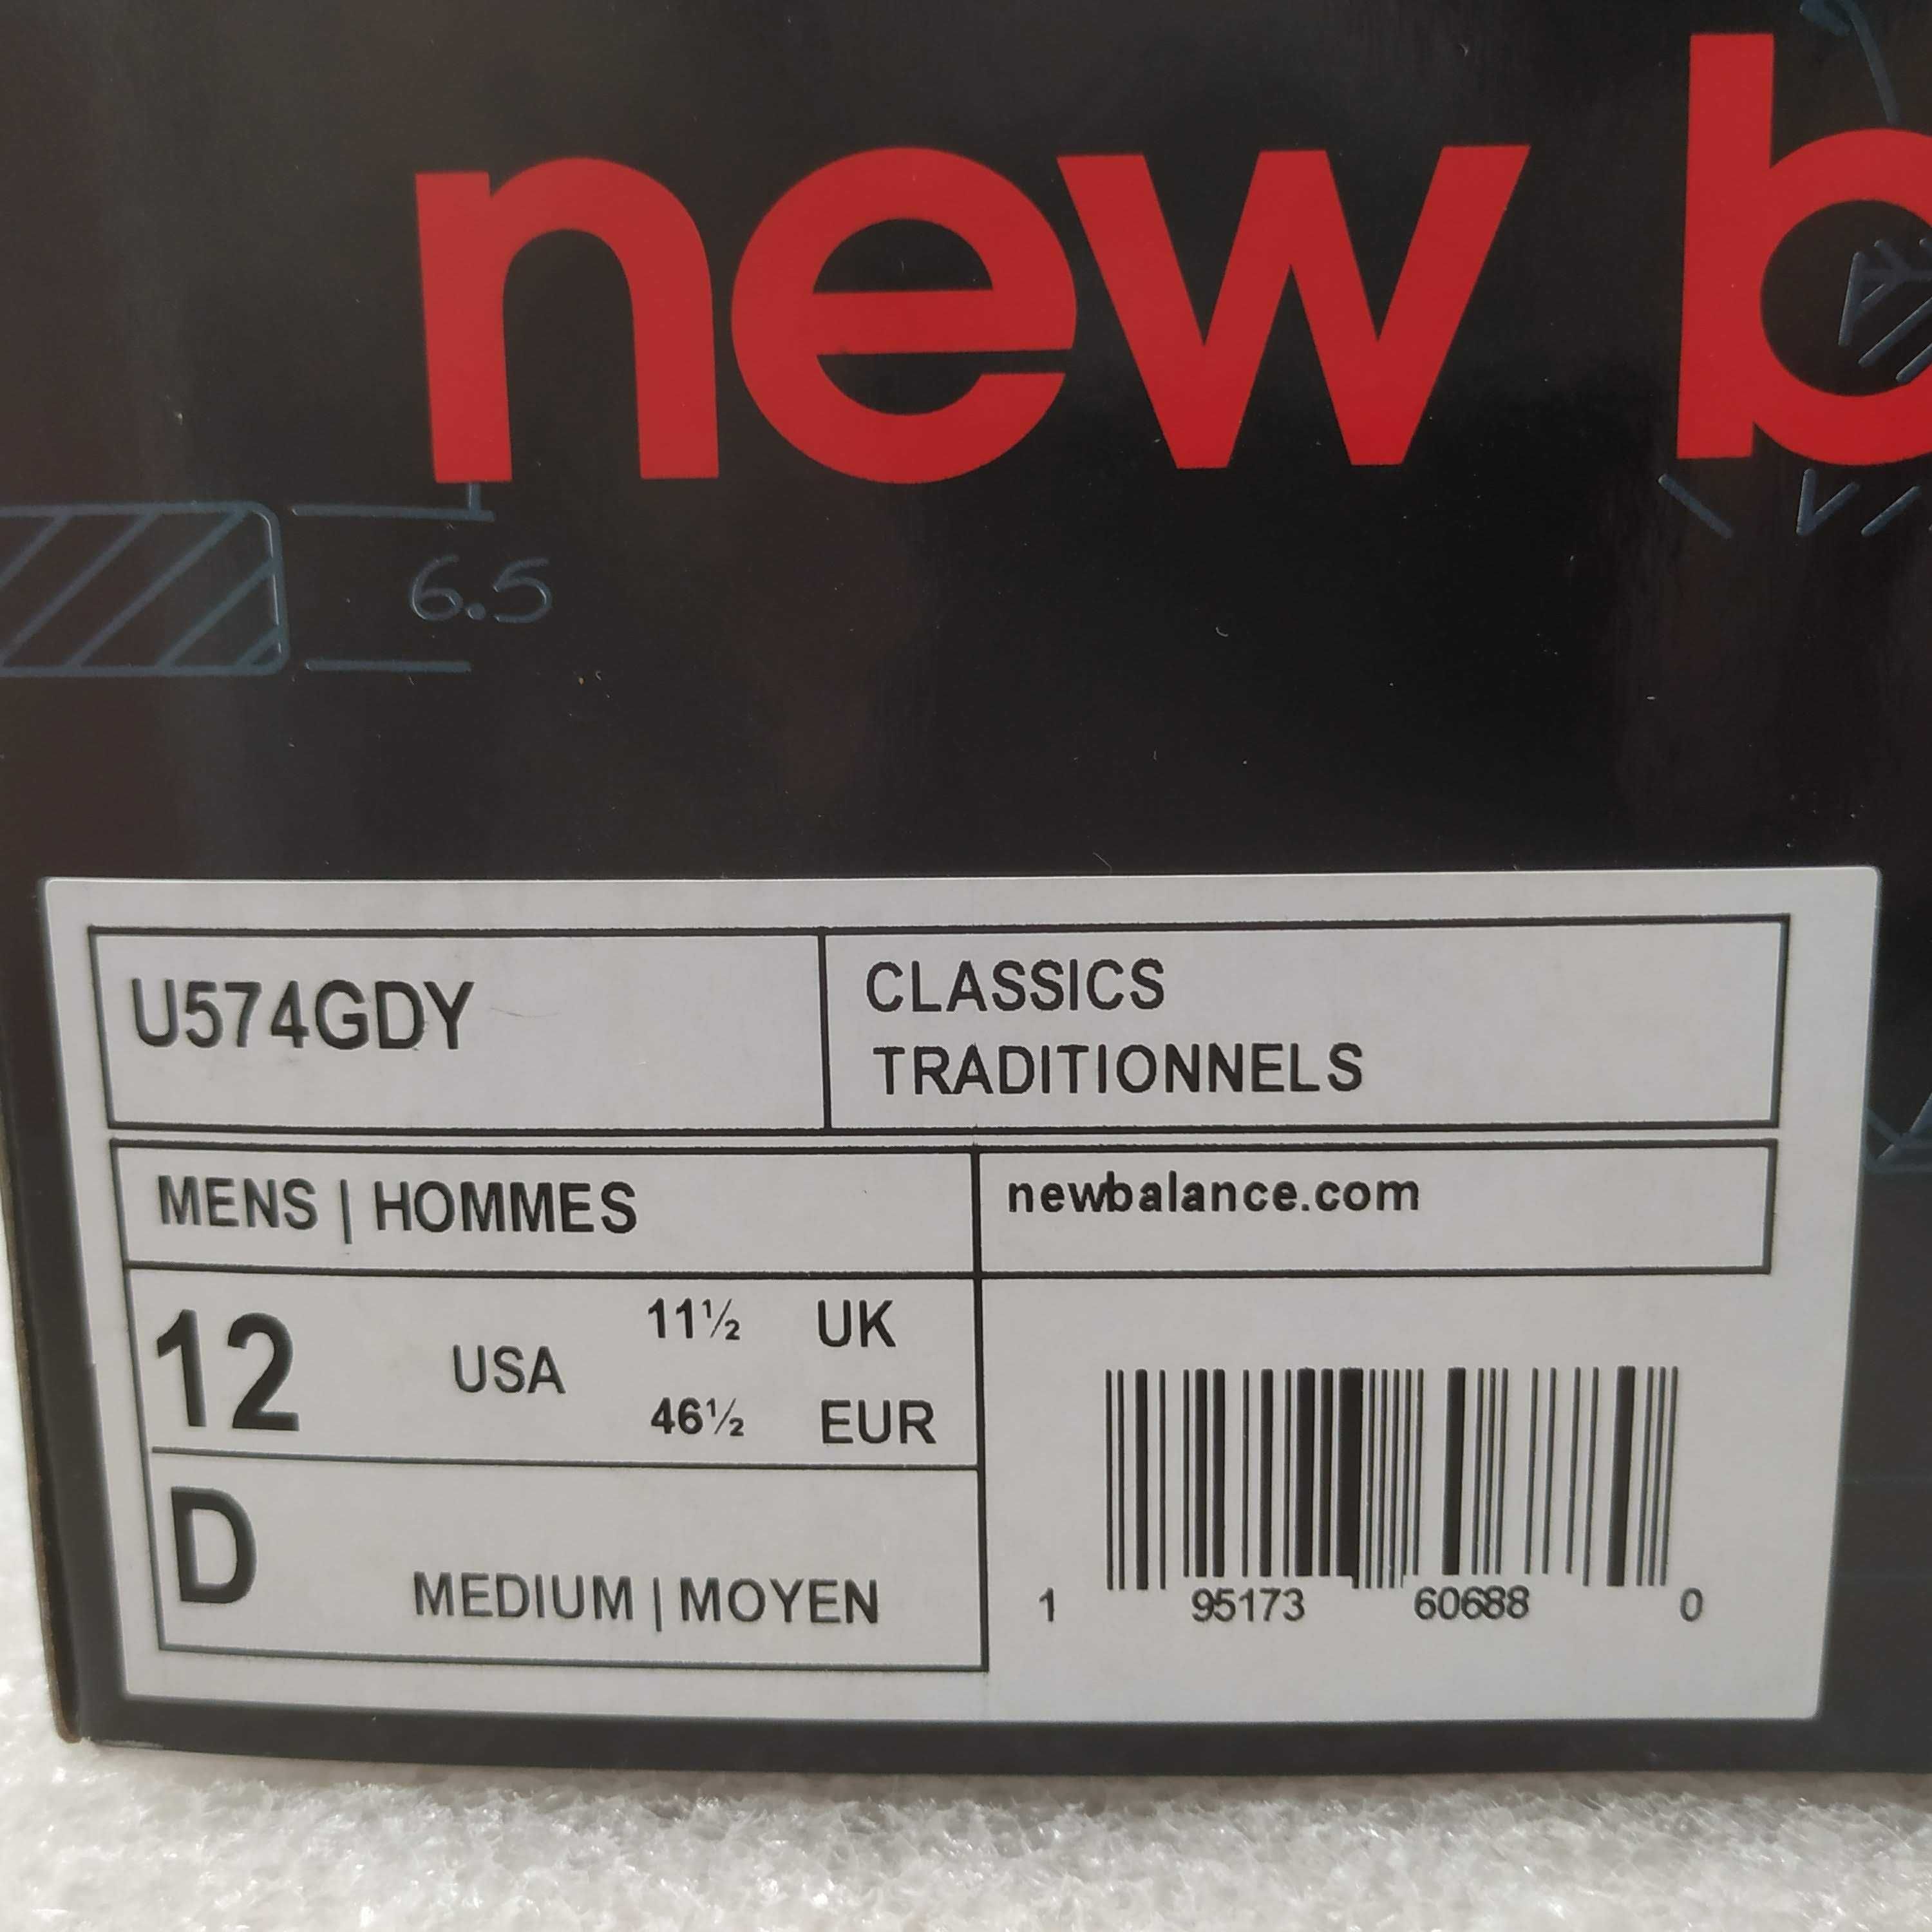 new b
6.5
U574GDY
CLASSICS
TRADITIONNELS
MENS | HOMMES
newbalance.com
12 USA 11½ UK
46½ EUR
D MEDIUM | MOYEN
1 95173 60688 0